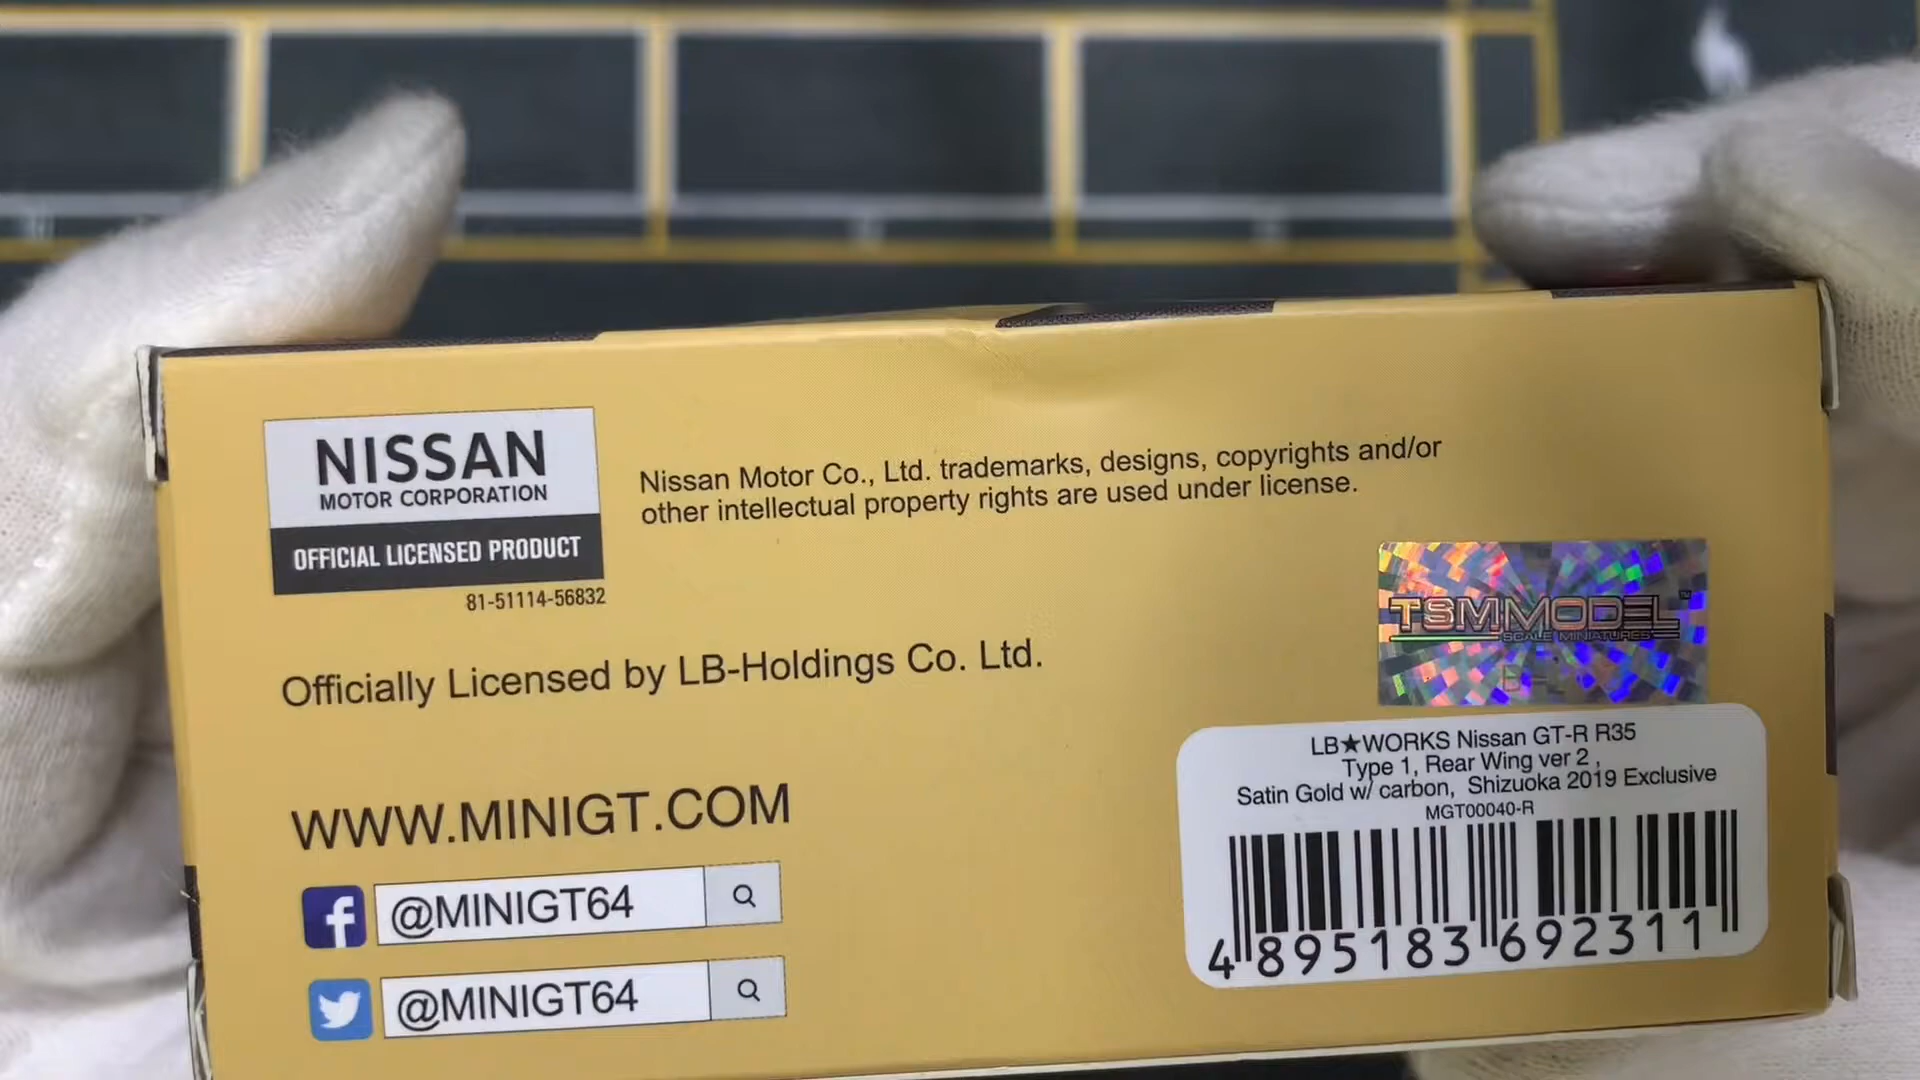 NISSAN
MOTOR CORPORATION
OFFICIAL LICENSED PRODUCT
81-51114-56832
Nissan Motor Co., Ltd. trademarks, designs, copyrights and/or
other intellectual property rights are used under license.
Officially Licensed by LB-Holdings Co. Ltd.
TSMMODEL™
SCALE MINIATURES
WWW.MINIGT.COM
@MINIGT64
@MINIGT64
LB★WORKS Nissan GT-R R35
Type 1, Rear Wing ver 2 ,
Satin Gold w/ carbon, Shizuoka 2019 Exclusive
MGT00040-R
4 895183 692311